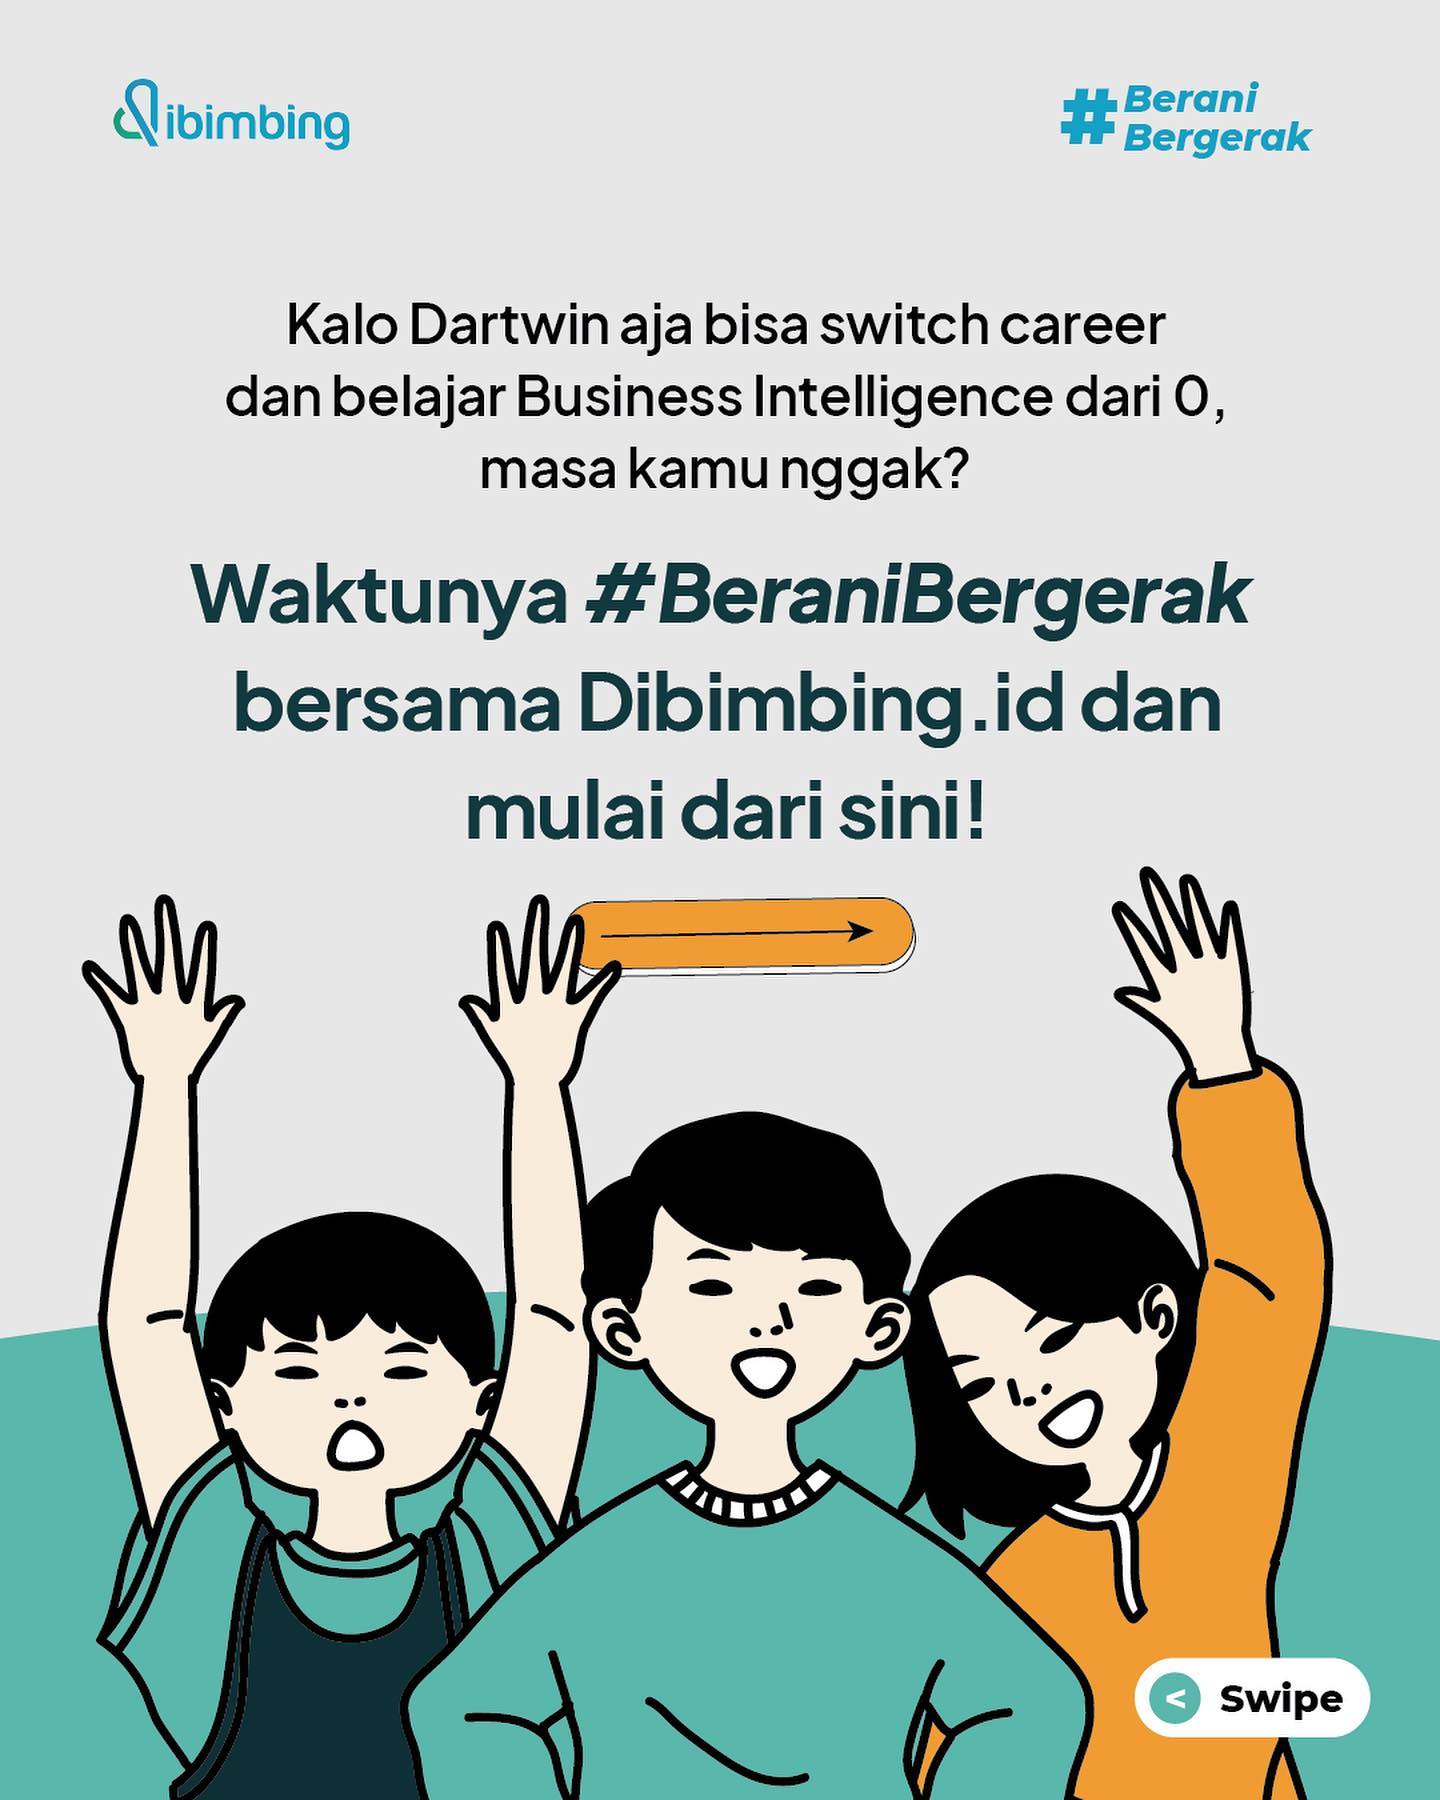 dibimbing
#Berani
Bergerak
Kalo Dartwin aja bisa switch career
dan belajar Business Intelligence dari 0,
masa kamu nggak?
Waktunya #BeraniBergerak
bersama Dibimbing.id dan
mulai dari sini!
< Swipe